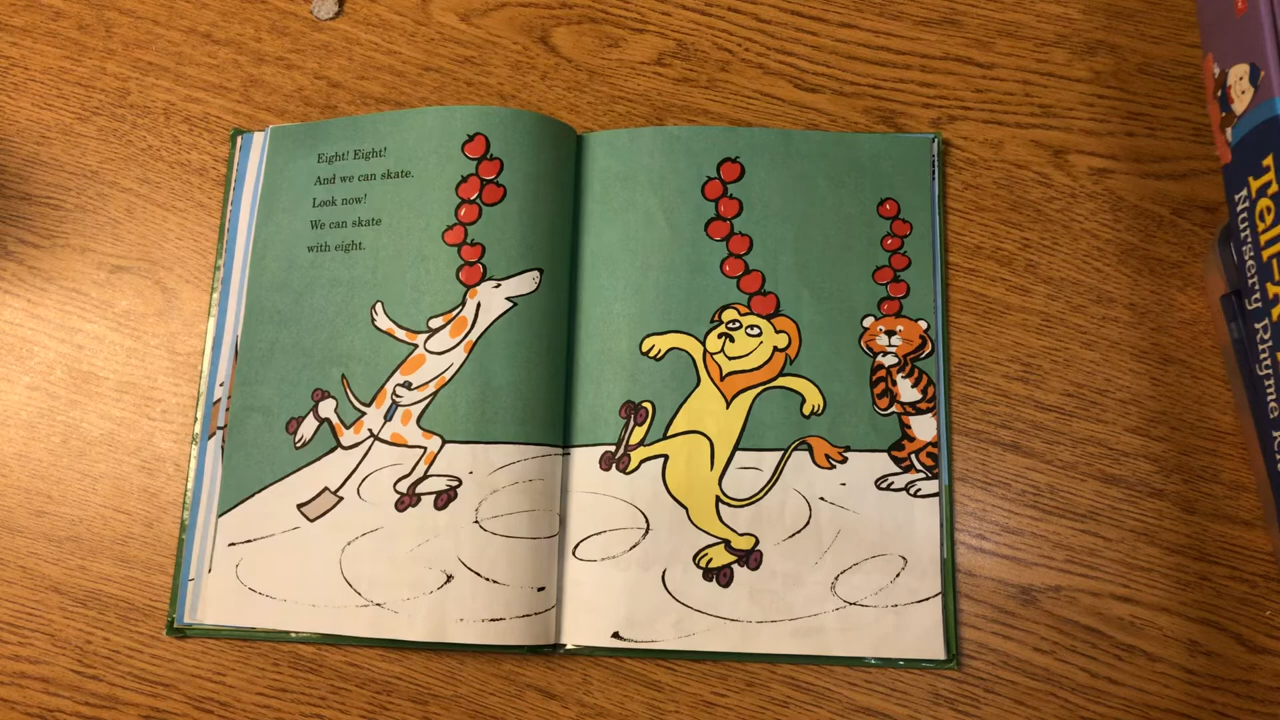 Eight! Eight!
And we can skate.
Look now!
We can skate
with eight.
Nursery Rhyme